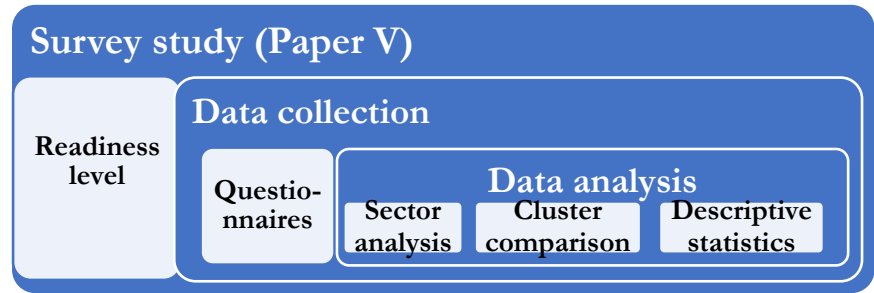 Survey study (Paper V)
Data collection
Readiness
level
Questio-
nnaires
Data analysis
Sector
analysis
Cluster
comparison
Descriptive
statistics